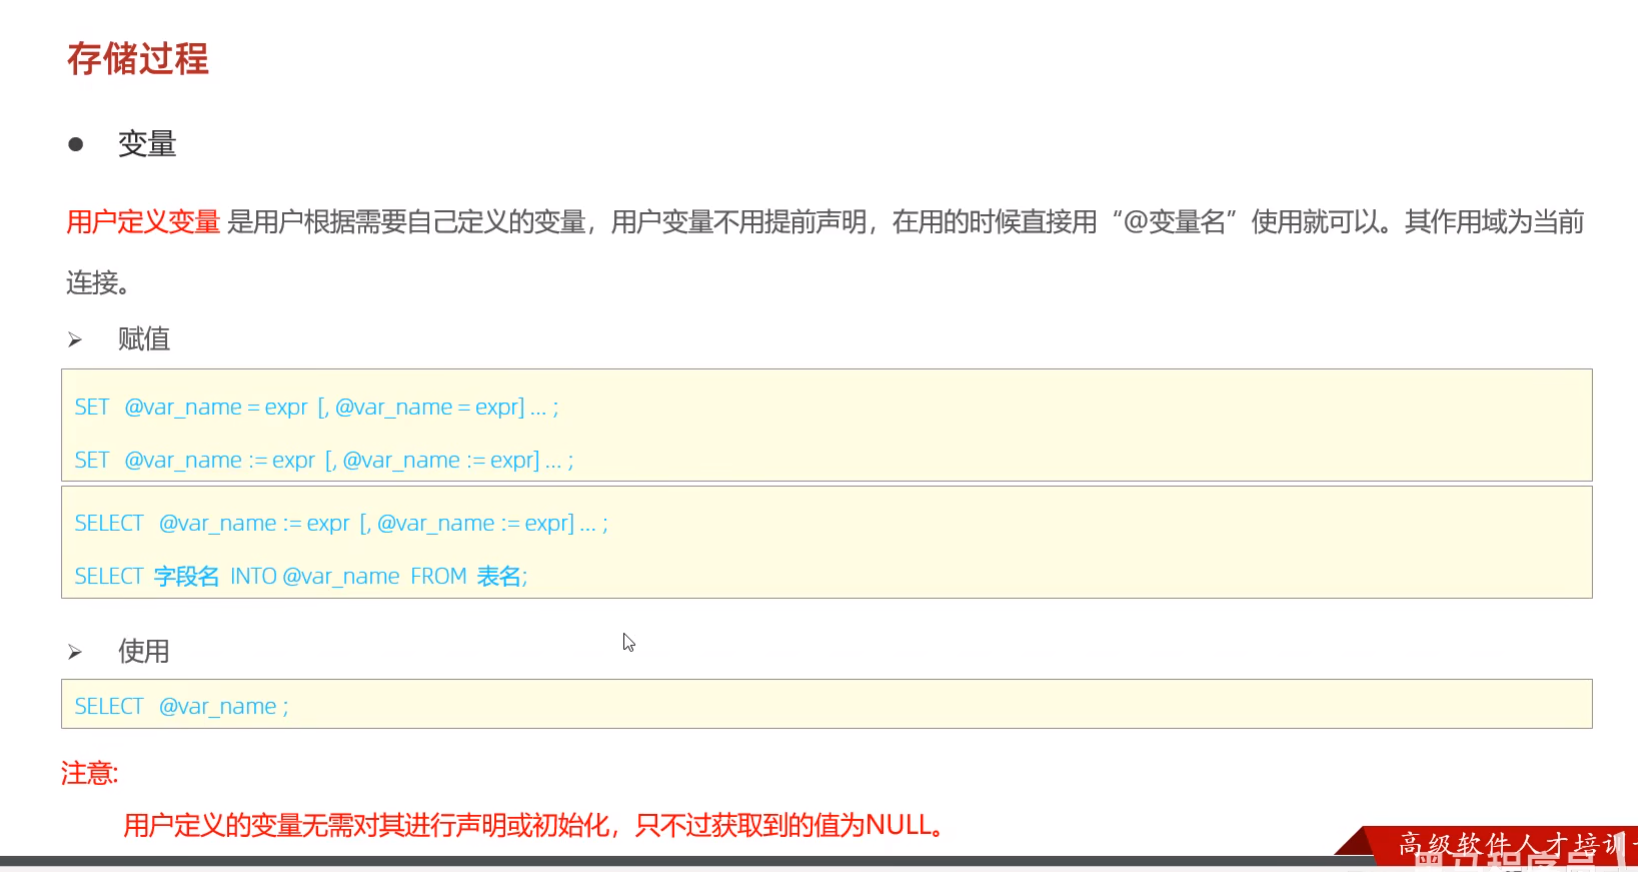 存储过程
● 变量
用户定义变量 是用户根据需要自己定义的变量，用户变量不用提前声明，在用的时候直接用“@变量名”使用就可以。其作用域为当前
连接。
➢ 赋值
SET @var_name = expr [, @var_name = expr] ... ;
SET @var_name := expr [, @var_name := expr] ... ;
SELECT @var_name := expr [, @var_name := expr] ... ;
SELECT 字段名 INTO @var_name FROM 表名;
➢ 使用
SELECT @var_name ;
注意:
用户定义的变量无需对其进行声明或初始化，只不过获取到的值为NULL。
高级软件人才培训